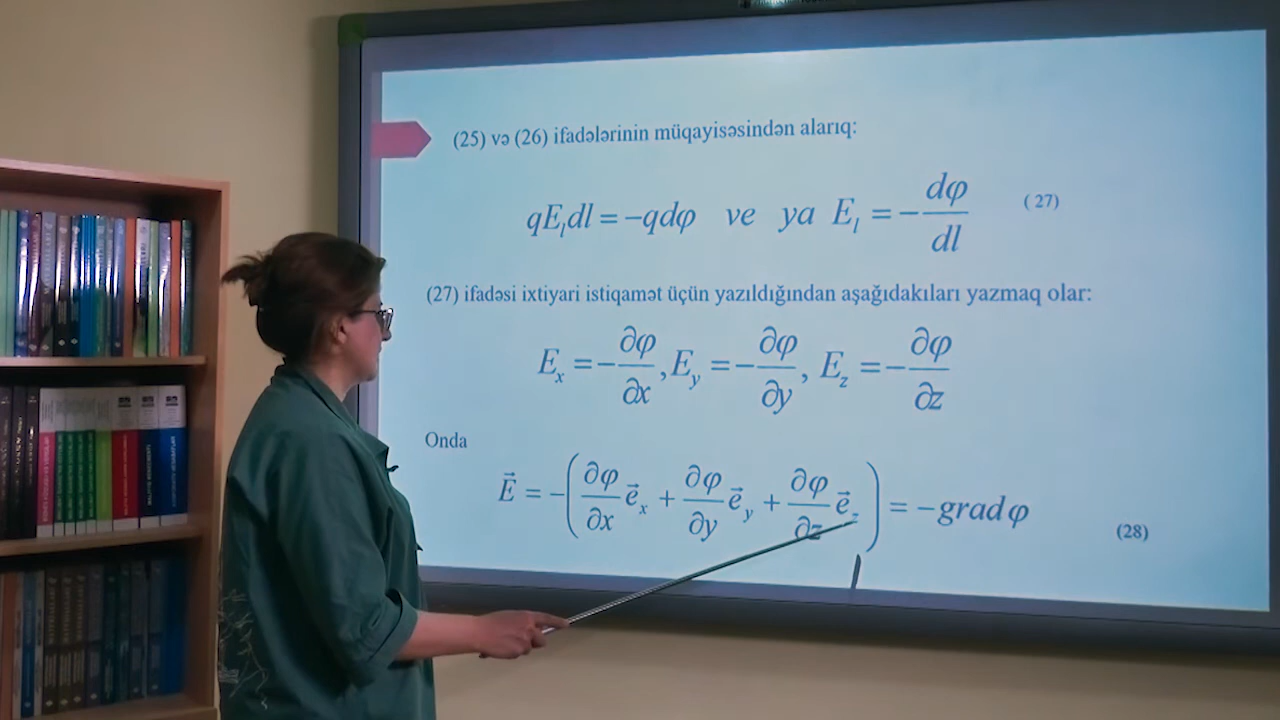 (25) və (26) ifadələrinin müqayisəsindən alarıq:
qE_l dl = −qdφ ve ya E_l = −dφ/dl (27)
(27) ifadəsi ixtiyari istiqamət üçün yazıldığından aşağıdakıları yazmaq olar:
E_x = −∂φ/∂x, E_y = −∂φ/∂y, E_z = −∂φ/∂z
Onda
E⃗ = −(∂φ/∂x e⃗_x + ∂φ/∂y e⃗_y + ∂φ/∂z e⃗_z) = −grad φ (28)